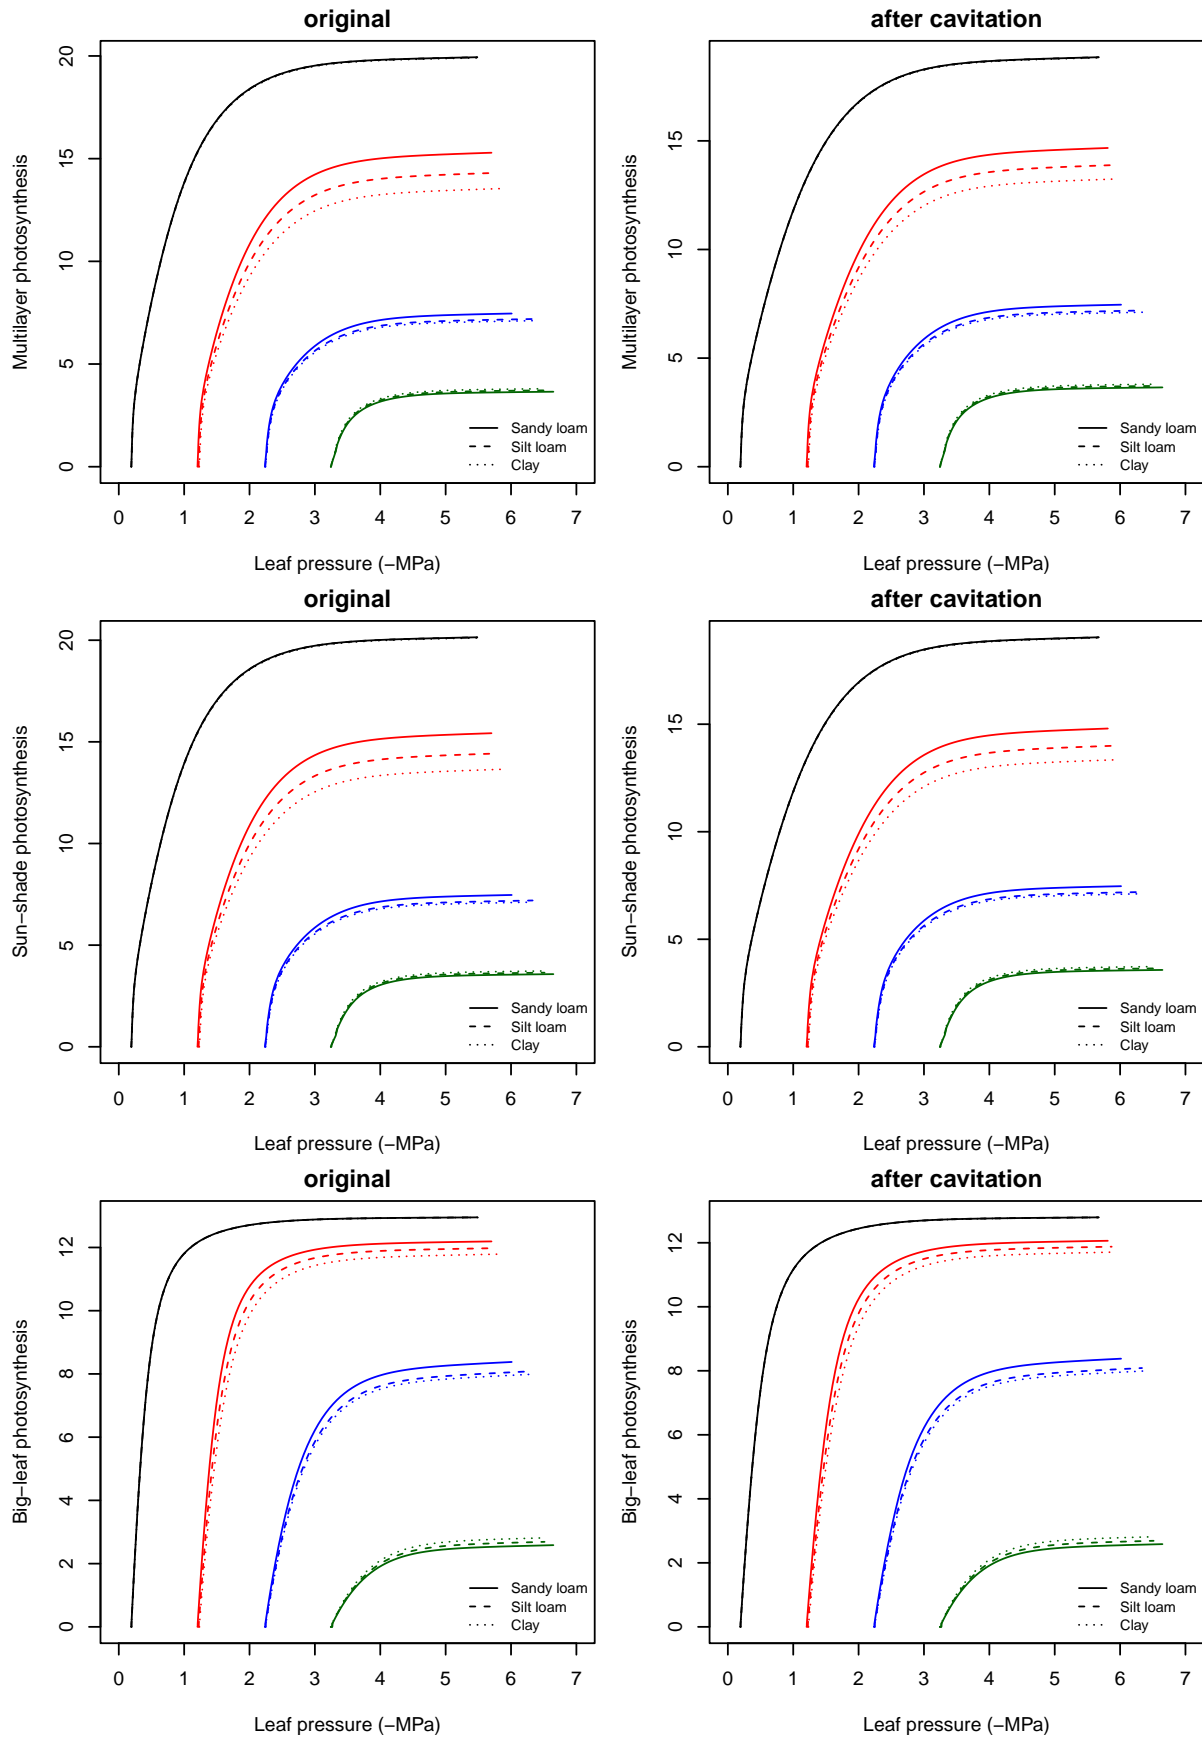 original
Multilayer photosynthesis
20
15
10
5
0
Sandy loam
Silt loam
Clay
0 1 2 3 4 5 6 7
Leaf pressure (−MPa)
after cavitation
Multilayer photosynthesis
15
10
5
0
Sandy loam
Silt loam
Clay
0 1 2 3 4 5 6 7
Leaf pressure (−MPa)
original
Sun−shade photosynthesis
20
15
10
5
0
Sandy loam
Silt loam
Clay
0 1 2 3 4 5 6 7
Leaf pressure (−MPa)
after cavitation
Sun−shade photosynthesis
15
10
5
0
Sandy loam
Silt loam
Clay
0 1 2 3 4 5 6 7
Leaf pressure (−MPa)
original
Big−leaf photosynthesis
12
10
8
6
4
2
0
Sandy loam
Silt loam
Clay
0 1 2 3 4 5 6 7
Leaf pressure (−MPa)
after cavitation
Big−leaf photosynthesis
12
10
8
6
4
2
0
Sandy loam
Silt loam
Clay
0 1 2 3 4 5 6 7
Leaf pressure (−MPa)